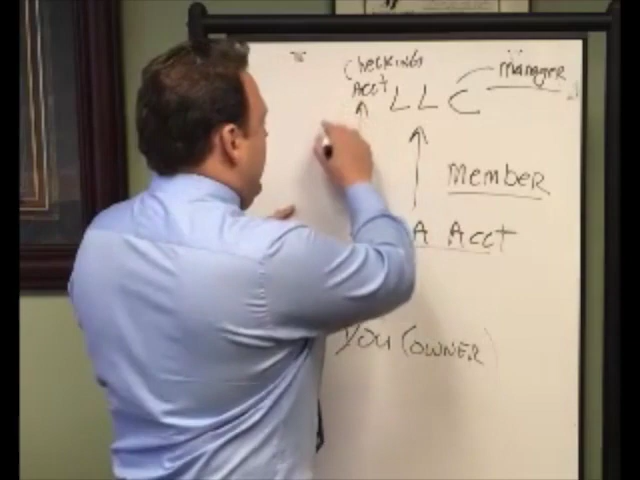 Checking
Acct
LLC
Manager
Member
A Acct
You (owner)